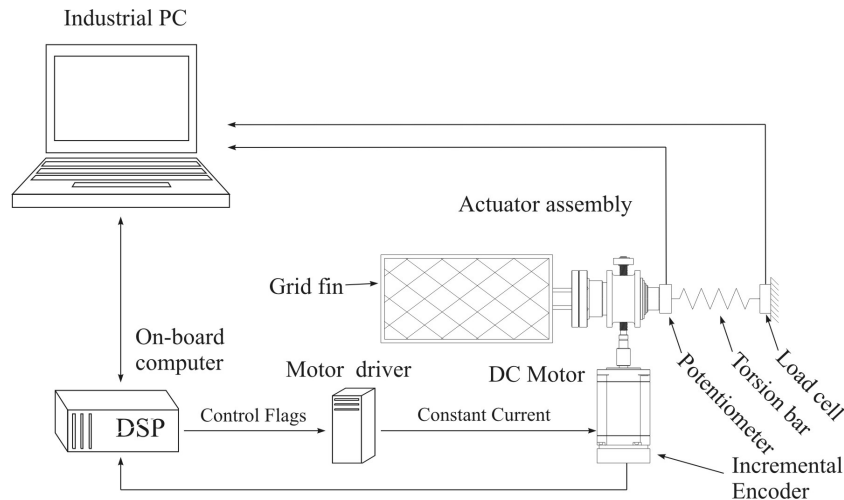 Industrial PC
Actuator assembly
Grid fin
On-board
computer
Motor driver
DC Motor
DSP
Control Flags
Constant Current
Potentiometer
Torsion bar
Load cell
Incremental
Encoder